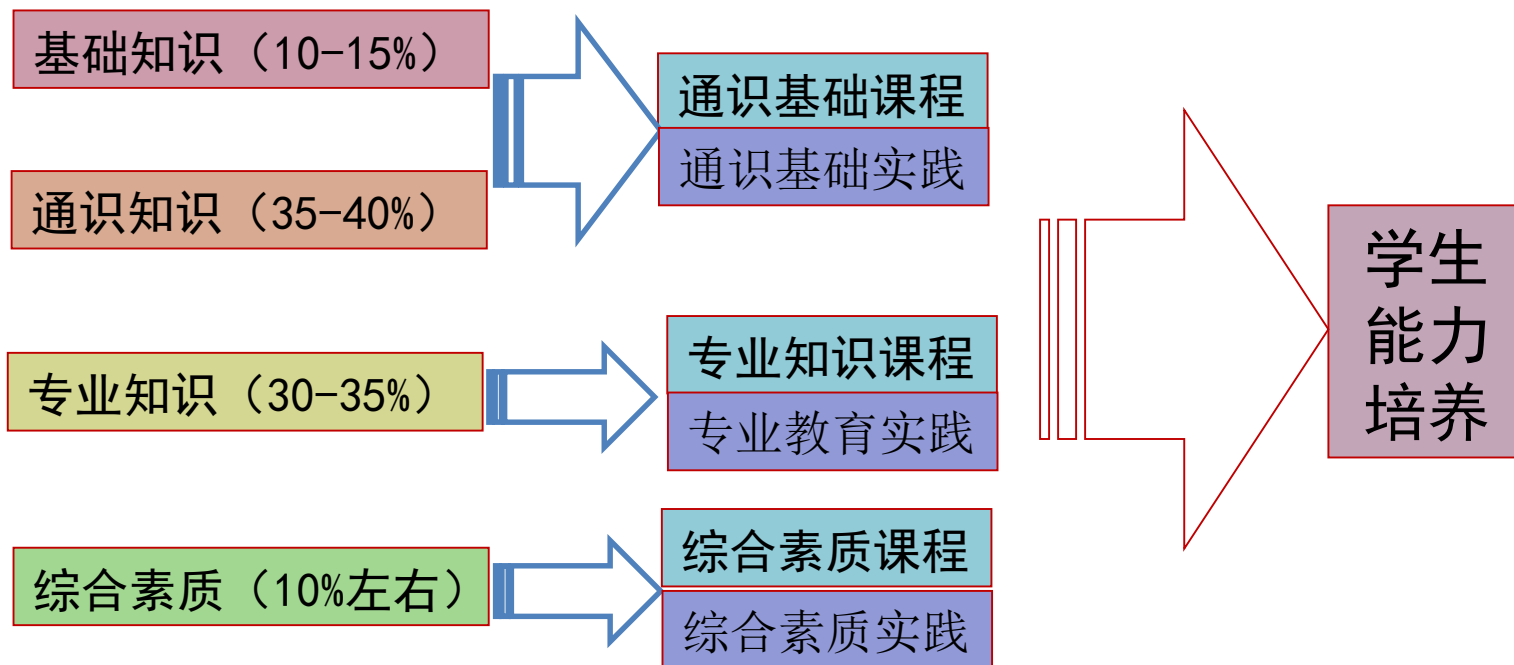 基础知识（10-15%）
通识知识（35-40%）
专业知识（30-35%）
综合素质（10%左右）
通识基础课程
通识基础实践
专业知识课程
专业教育实践
综合素质课程
综合素质实践
学生
能力
培养